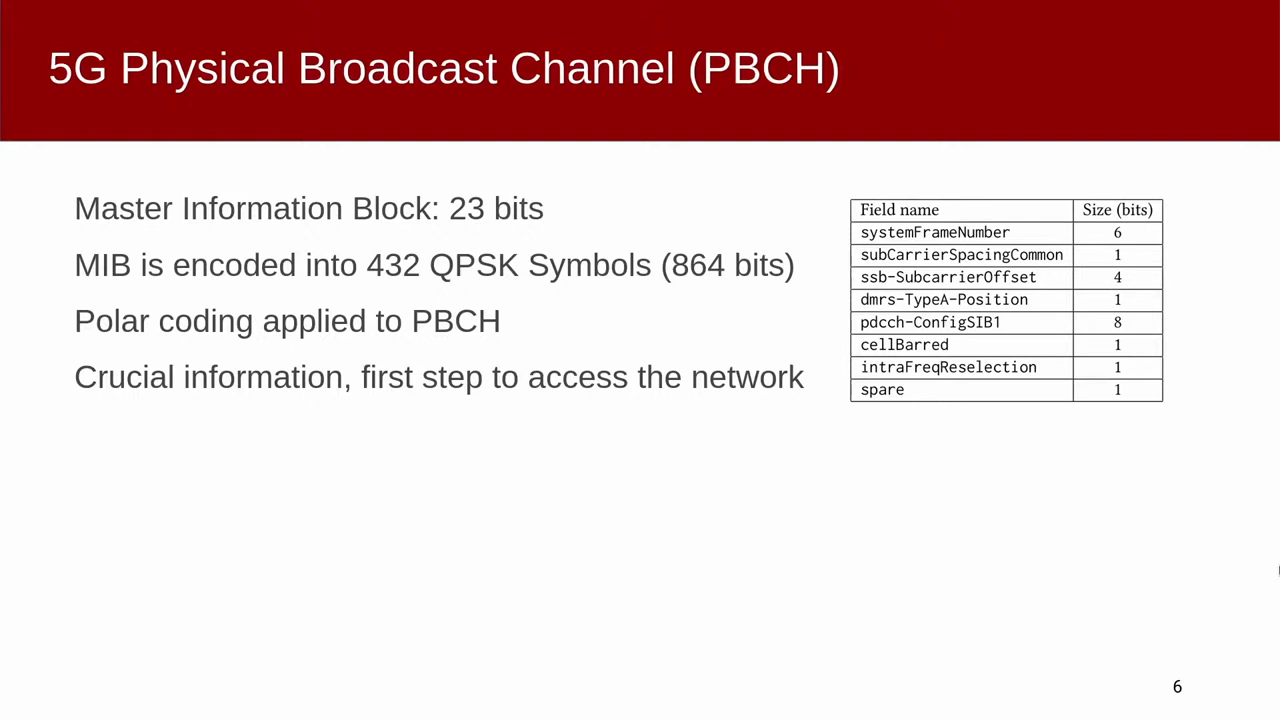 5G Physical Broadcast Channel (PBCH)
Master Information Block: 23 bits
MIB is encoded into 432 QPSK Symbols (864 bits)
Polar coding applied to PBCH
Crucial information, first step to access the network
Field name Size (bits)
systemFrameNumber 6
subCarrierSpacingCommon 1
ssb-SubcarrierOffset 4
dmrs-TypeA-Position 1
pdcch-ConfigSIB1 8
cellBarred 1
intraFreqReselection 1
spare 1
6